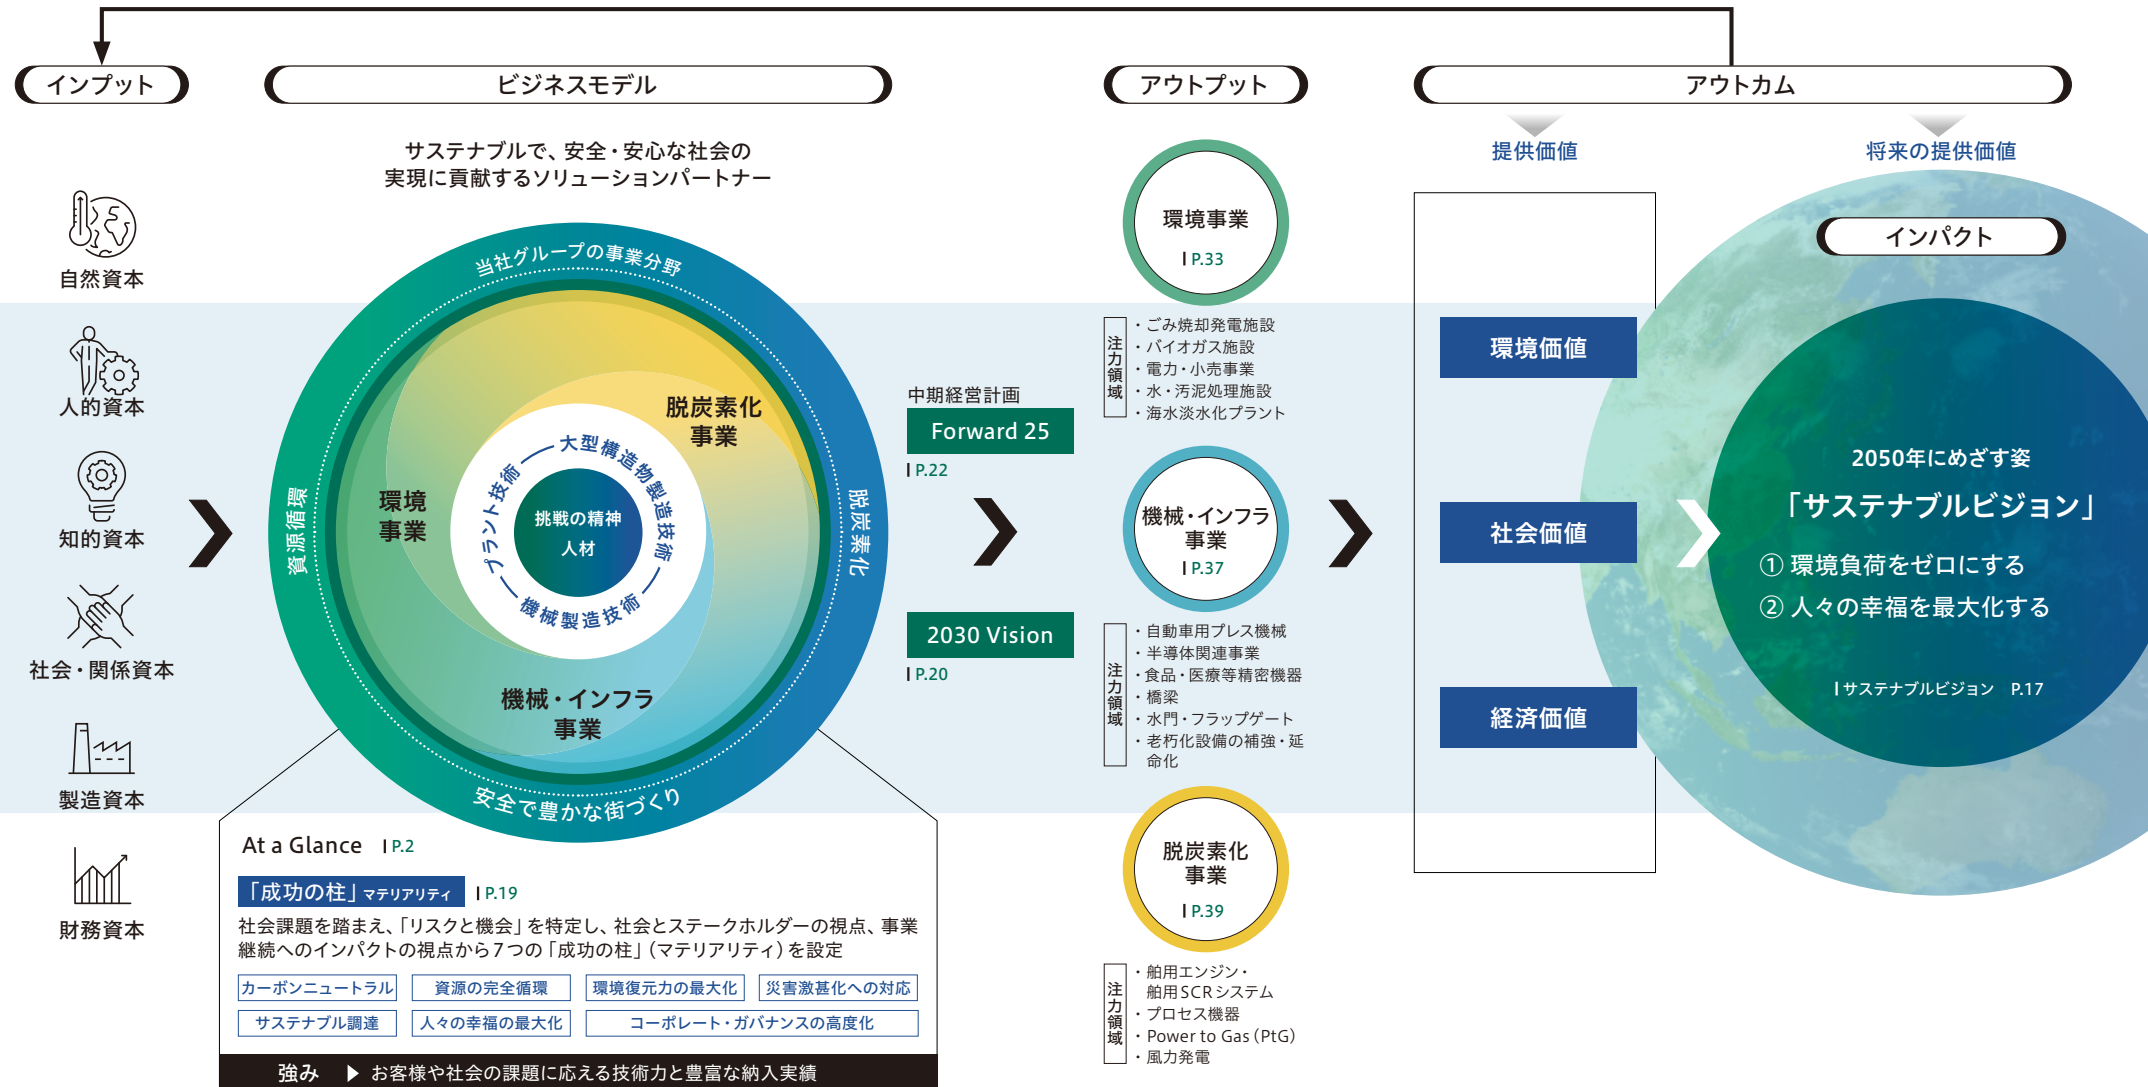 インプット
ビジネスモデル
アウトプット
アウトカム
自然資本
人的資本
知的資本
社会・関係資本
製造資本
財務資本
サステナブルで、安全・安心な社会の
実現に貢献するソリューションパートナー
当社グループの事業分野
資源循環
脱炭素化
安全で豊かな街づくり
環境
事業
脱炭素化
事業
機械・インフラ
事業
プラント技術
大型構造物製造技術
機械製造技術
挑戦の精神
人材
At a Glance P.2
「成功の柱」マテリアリティ P.19
社会課題を踏まえ、「リスクと機会」を特定し、社会とステークホルダーの視点、事業
継続へのインパクトの視点から7つの「成功の柱」(マテリアリティ)を設定
カーボンニュートラル
資源の完全循環
環境復元力の最大化
災害激甚化への対応
サステナブル調達
人々の幸福の最大化
コーポレート・ガバナンスの高度化
強み ▶ お客様や社会の課題に応える技術力と豊富な納入実績
中期経営計画
Forward 25
P.22
2030 Vision
P.20
環境事業
P.33
注力領域
・ごみ焼却発電施設
・バイオガス施設
・電力・小売事業
・水・汚泥処理施設
・海水淡水化プラント
機械・インフラ
事業
P.37
注力領域
・自動車用プレス機械
・半導体関連事業
・食品・医療等精密機器
・橋梁
・水門・フラップゲート
・老朽化設備の補強・延
命化
脱炭素化
事業
P.39
注力領域
・舶用エンジン・
舶用SCRシステム
・プロセス機器
・Power to Gas(PtG)
・風力発電
提供価値
環境価値
社会価値
経済価値
将来の提供価値
インパクト
2050年にめざす姿
「サステナブルビジョン」
① 環境負荷をゼロにする
② 人々の幸福を最大化する
サステナブルビジョン P.17